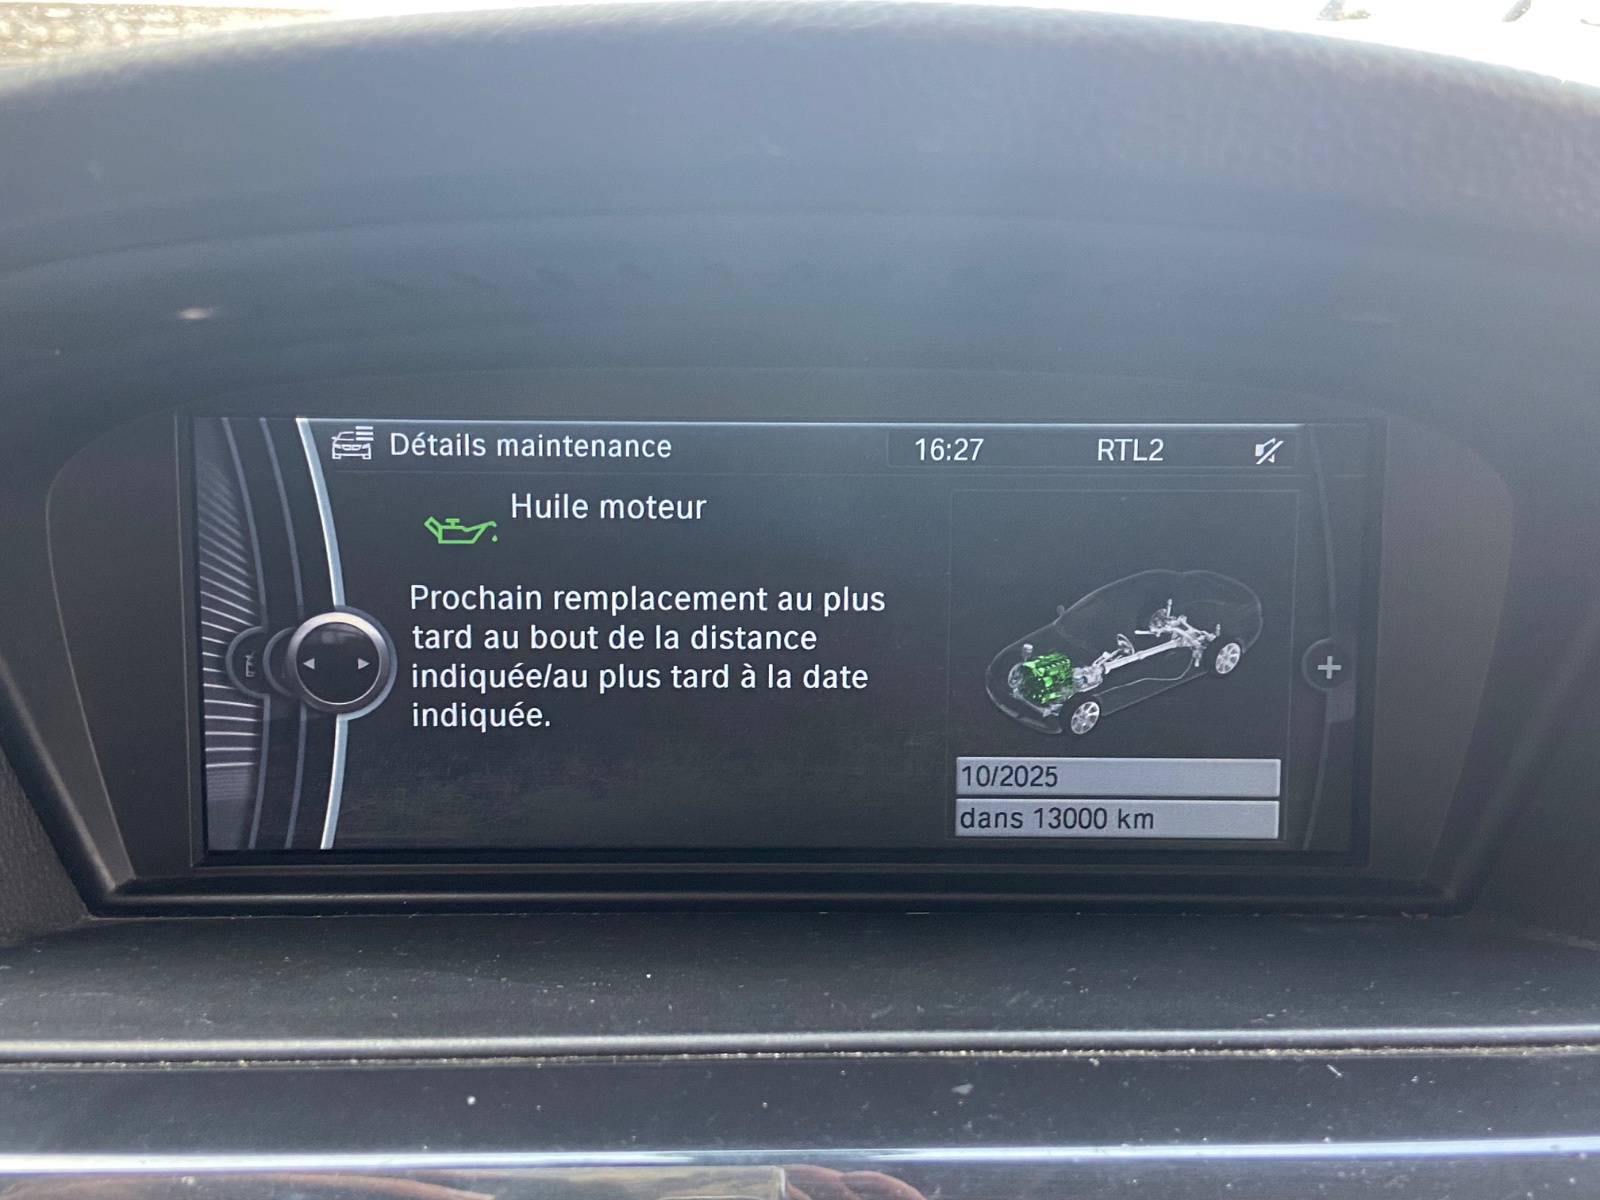 Détails maintenance
16:27
RTL2
Huile moteur
Prochain remplacement au plus
tard au bout de la distance
indiquée/au plus tard à la date
indiquée.
10/2025
dans 13000 km